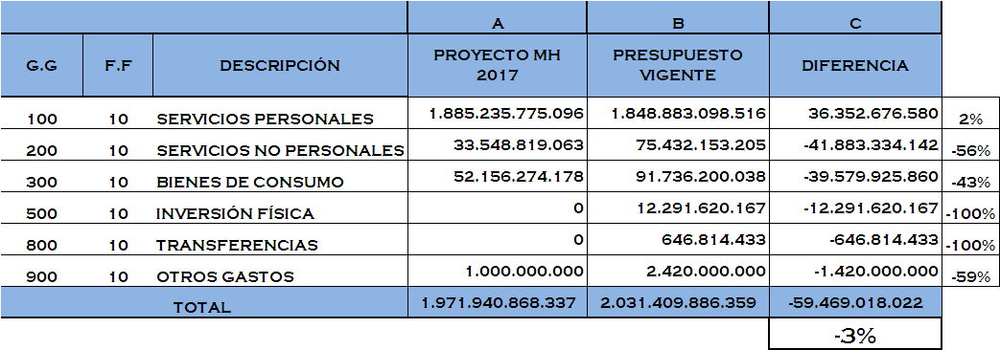 A B C
G.G F.F DESCRIPCIÓN PROYECTO MH 2017 PRESUPUESTO VIGENTE DIFERENCIA
100 10 SERVICIOS PERSONALES 1.885.235.775.096 1.848.883.098.516 36.352.676.580 2%
200 10 SERVICIOS NO PERSONALES 33.548.819.063 75.432.153.205 -41.883.334.142 -56%
300 10 BIENES DE CONSUMO 52.156.274.178 91.736.200.038 -39.579.925.860 -43%
500 10 INVERSIÓN FÍSICA 0 12.291.620.167 -12.291.620.167 -100%
800 10 TRANSFERENCIAS 0 646.814.433 -646.814.433 -100%
900 10 OTROS GASTOS 1.000.000.000 2.420.000.000 -1.420.000.000 -59%
TOTAL 1.971.940.868.337 2.031.409.886.359 -59.469.018.022
-3%